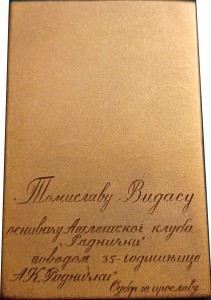 Томиславу Видасу
оснивачу Атлетског клуба
„Раднички"
поводом 35-годишњице
А.К. „Раднички"
Одбор за прославу